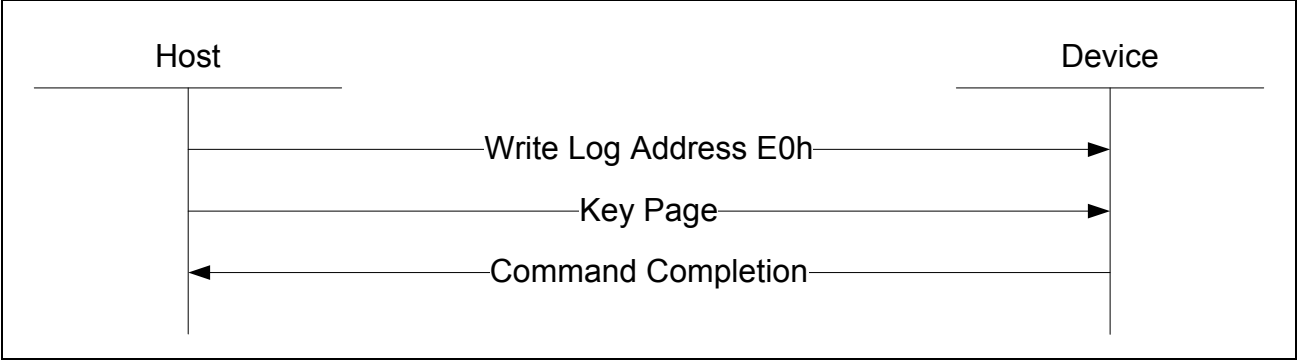 Host
Device
Write Log Address E0h
Key Page
Command Completion